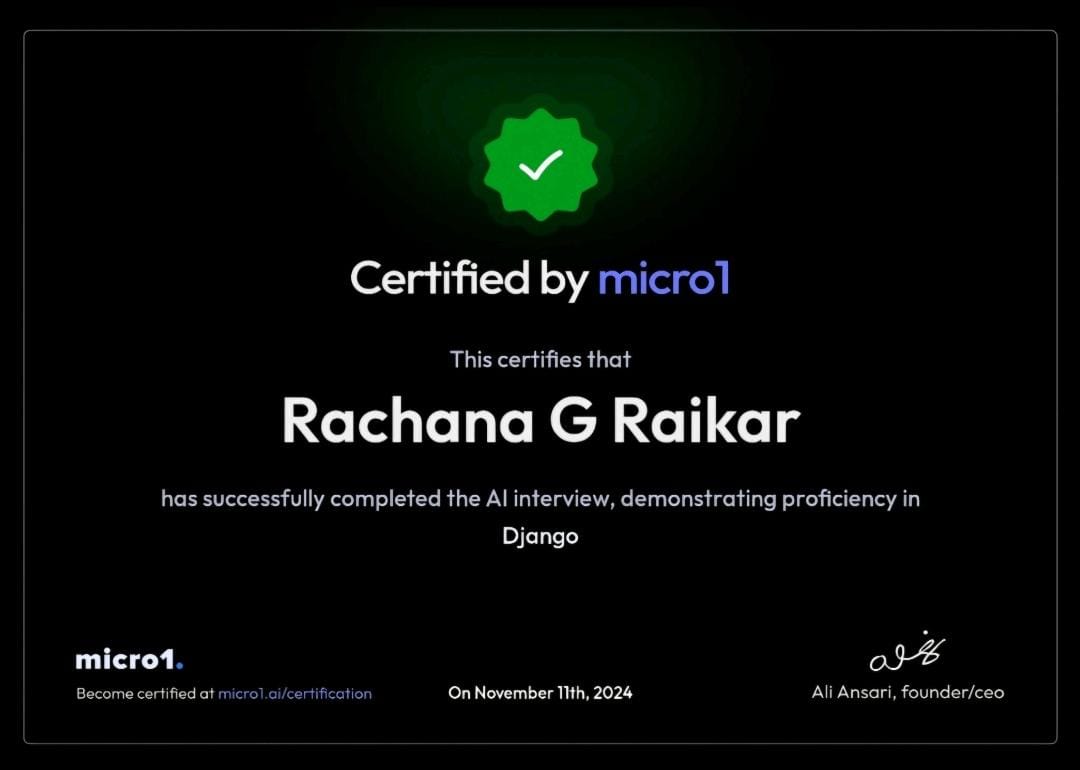 Certified by micro1
This certifies that
Rachana G Raikar
has successfully completed the AI interview, demonstrating proficiency in
Django
micro1.
Become certified at micro1.ai/certification
On November 11th, 2024
Ali Ansari, founder/ceo